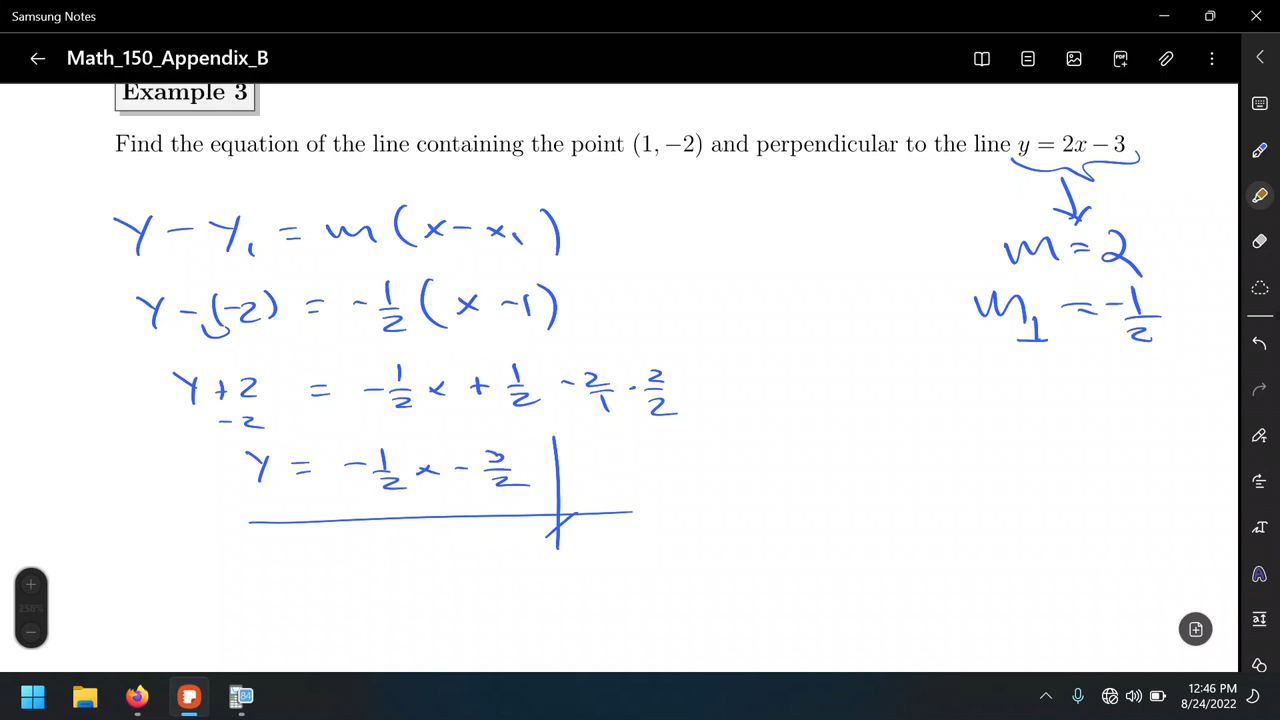 Samsung Notes
Math_150_Appendix_B
Example 3
Find the equation of the line containing the point (1, −2) and perpendicular to the line y = 2x − 3
y − y₁ = m(x − x₁)
m = 2
y − (−2) = −1/2 (x − 1)
m⊥ = −1/2
y + 2 = −1/2 x + 1/2 − 2/1 · 2/2
−2
y = −1/2 x − 3/2
256%
84
12:46 PM
8/24/2022